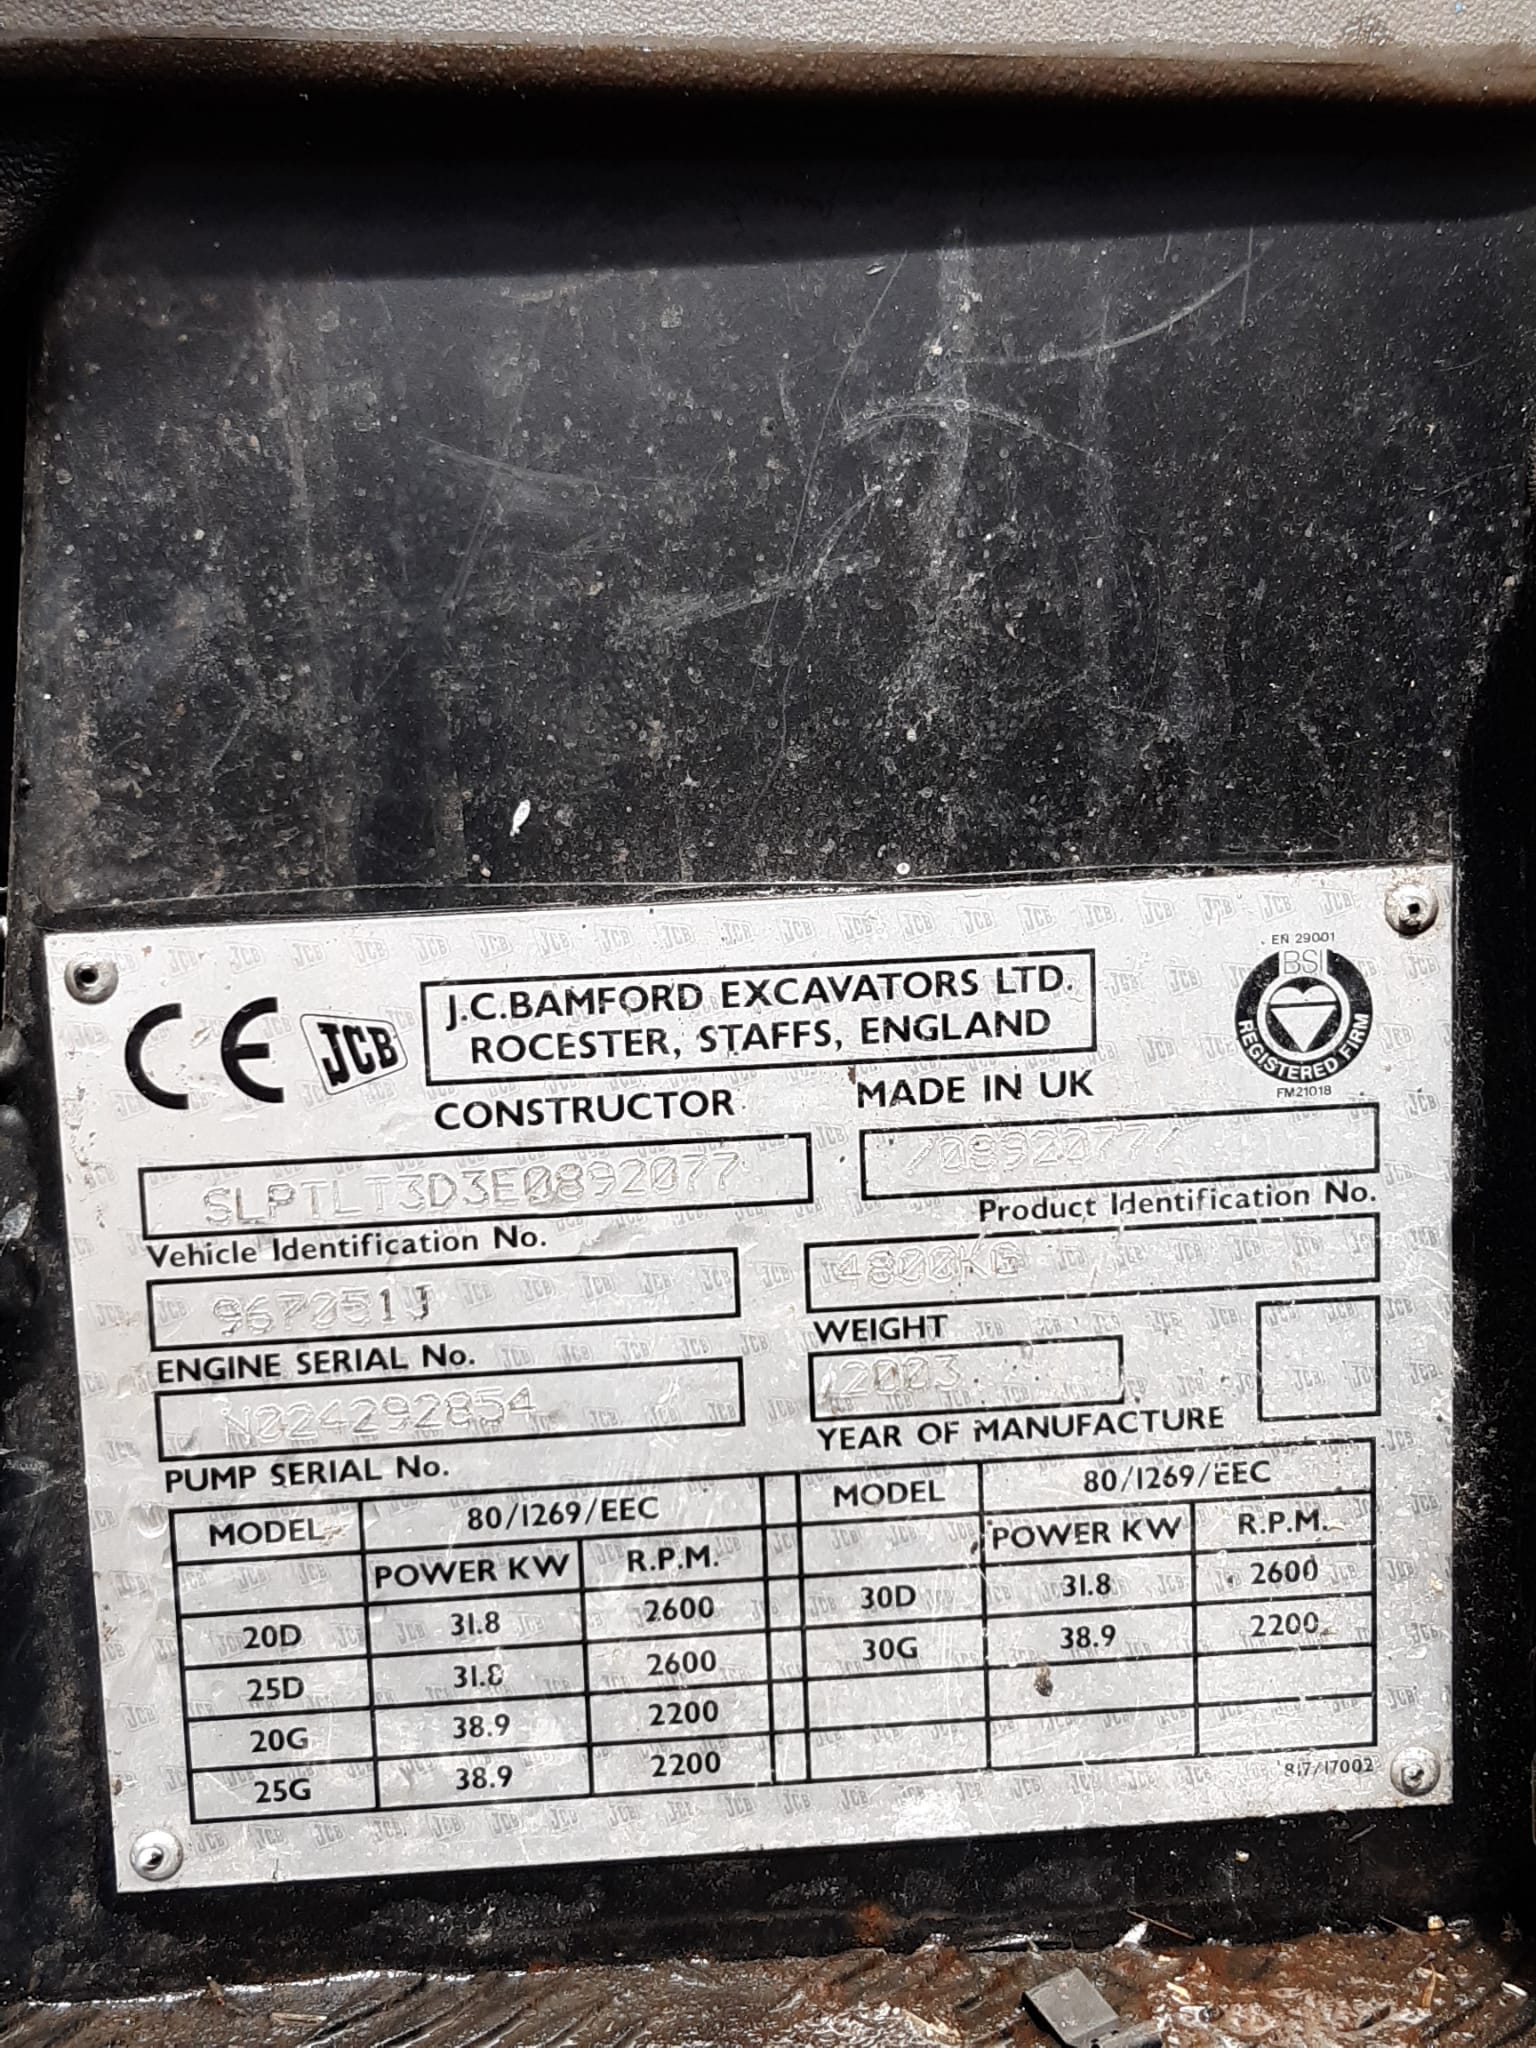 EN 29001
BSI
REGISTERED FIRM
FM21018
CE
JCB
J.C.BAMFORD EXCAVATORS LTD.
ROCESTER, STAFFS, ENGLAND
CONSTRUCTOR
MADE IN UK
SLPTLT3D3E0892077
Vehicle Identification No.
/0892077/
Product Identification No.
967051J
ENGINE SERIAL No.
4800KG
WEIGHT
N024292854
PUMP SERIAL No.
2003
YEAR OF MANUFACTURE
MODEL 80/1269/EEC MODEL 80/1269/EEC
POWER KW R.P.M. POWER KW R.P.M.
20D 31.8 2600 30D 31.8 2600
25D 31.8 2600 30G 38.9 2200
20G 38.9 2200
25G 38.9 2200
817/17002